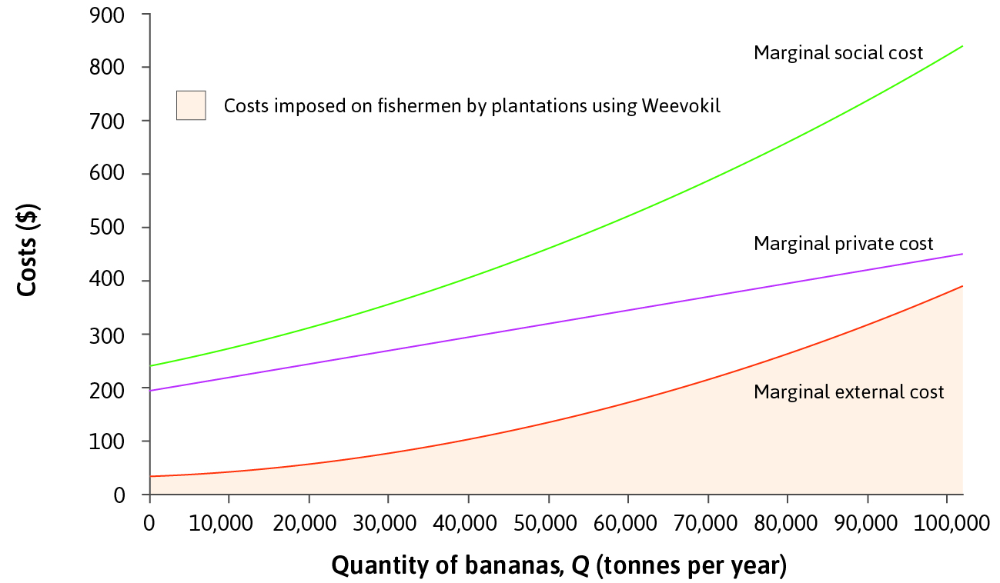 900
800
700
600
500
400
300
200
100
0
Costs ($)
Costs imposed on fishermen by plantations using Weevokil
Marginal social cost
Marginal private cost
Marginal external cost
0 10,000 20,000 30,000 40,000 50,000 60,000 70,000 80,000 90,000 100,000
Quantity of bananas, Q (tonnes per year)